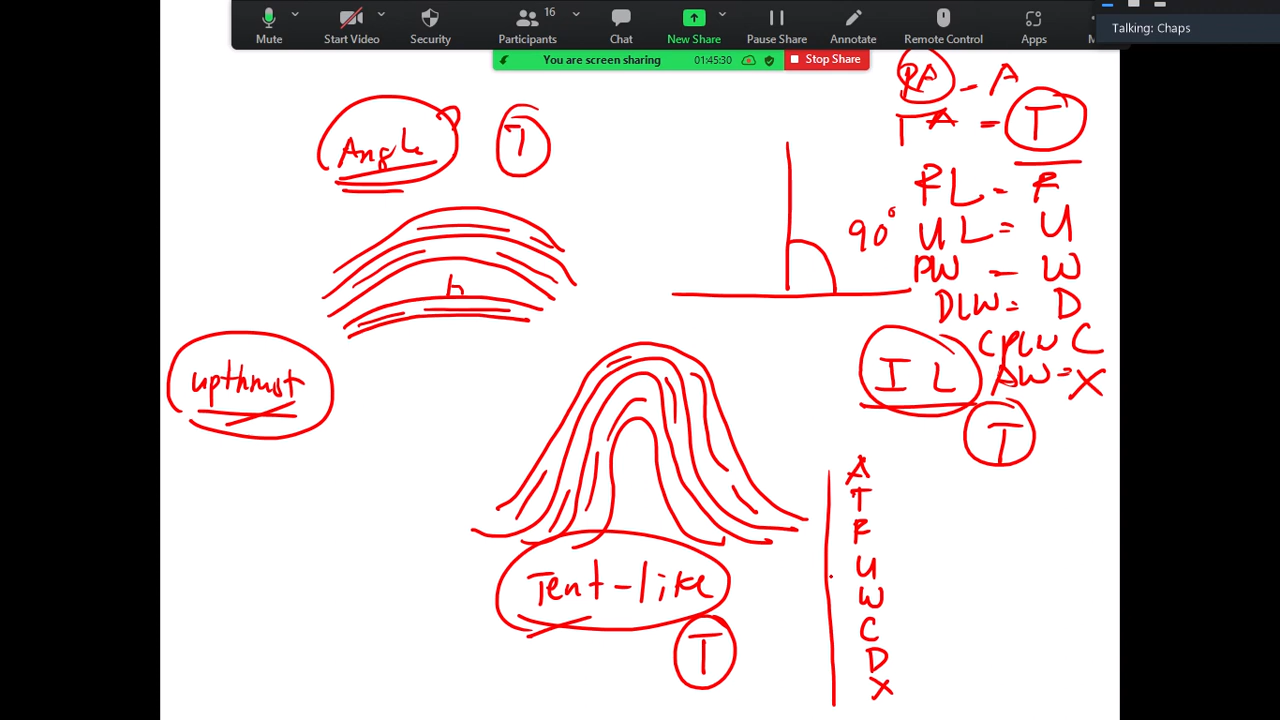 16
Mute
Start Video
Security
Participants
Chat
New Share
Pause Share
Annotate
Remote Control
Apps
Talking: Chaps
You are screen sharing
01:45:30
Stop Share
PA - A
TA = T
RL = R
UL = U
PW = W
DLW = D
CPLW C
AW = X
Angle
T
90°
upthrust
I L
T
Tent-like
T
A
T
R
U
W
C
D
X